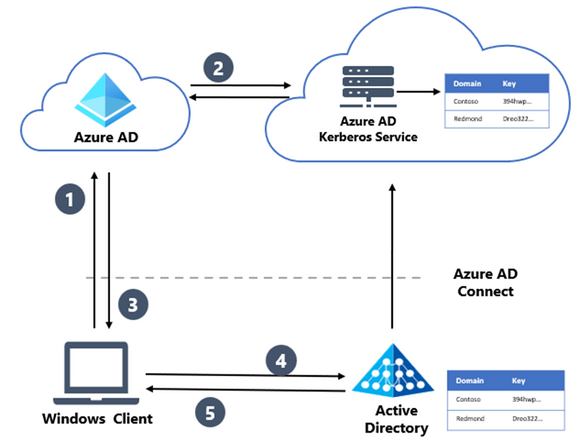 2
Domain Key
Contoso 394hwp...
Redmond Dreo322...
Azure AD
Azure AD
Kerberos Service
1
Azure AD
Connect
3
4
Domain Key
Contoso 394hwp...
Redmond Dreo322...
5
Windows Client
Active
Directory